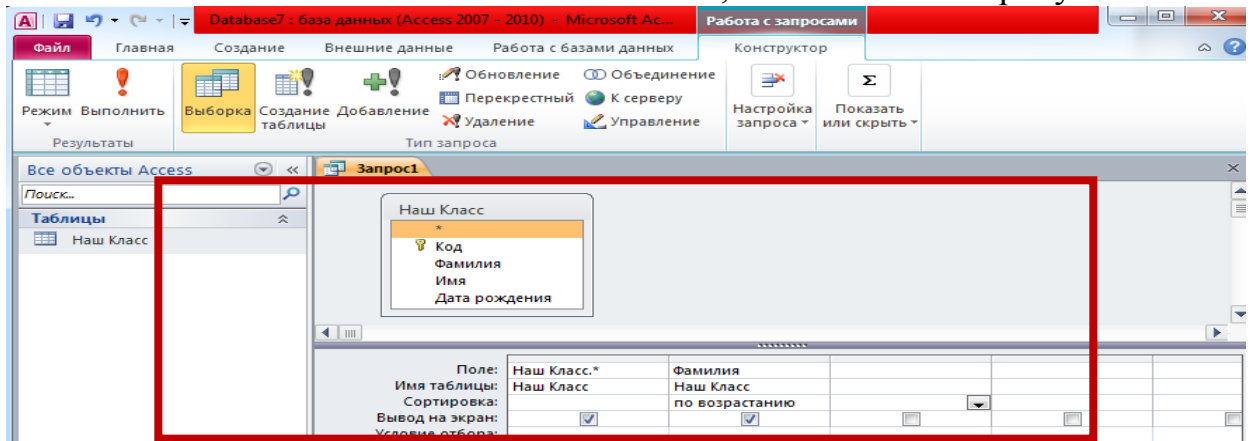 Database7 : база данных (Access 2007 - 2010) - Microsoft Ac...
Работа с запросами
Файл Главная Создание Внешние данные Работа с базами данных Конструктор
Режим Выполнить Выборка Создание таблицы Добавление
Обновление Объединение
Перекрестный К серверу
Удаление Управление
Настройка запроса
Показать или скрыть
Результаты Тип запроса
Все объекты Access
Поиск...
Таблицы
Наш Класс
Запрос1
Наш Класс
*
Код
Фамилия
Имя
Дата рождения
Поле: Наш Класс.* Фамилия
Имя таблицы: Наш Класс Наш Класс
Сортировка: по возрастанию
Вывод на экран:
Условие отбора: